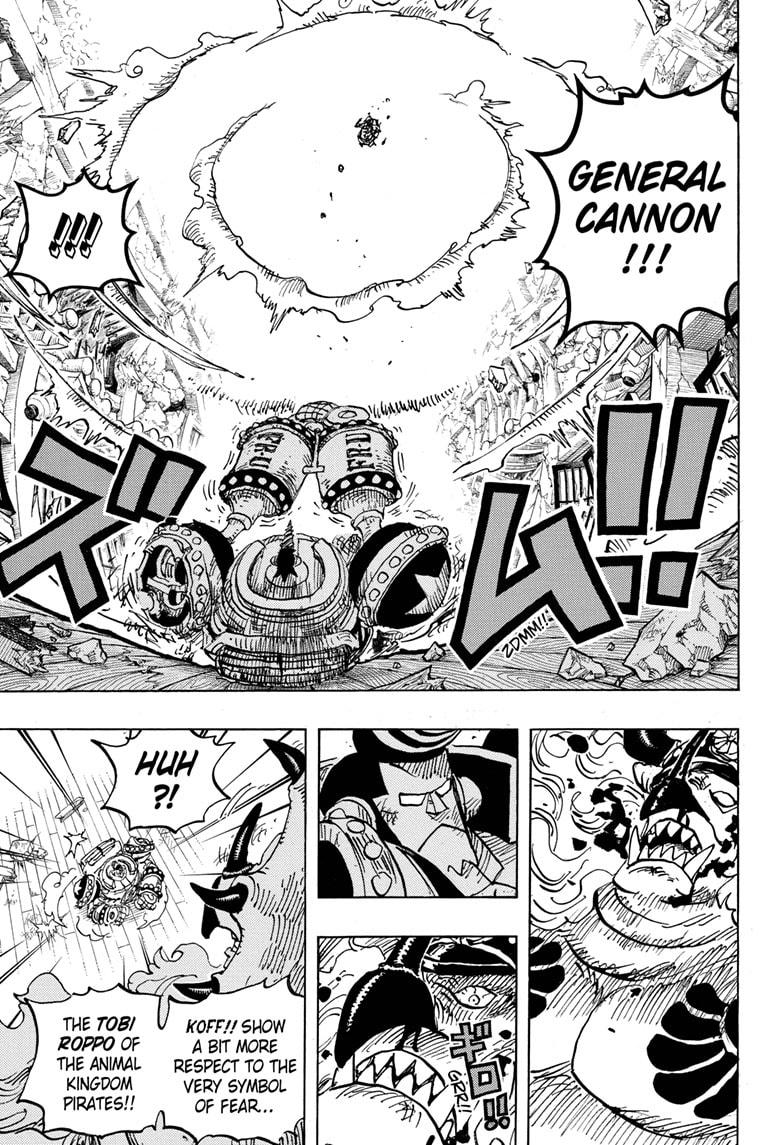 GENERAL
CANNON
!!!
!!!
ズム!!
ZDMM!!
FR-U
HUH
?!
KOFF!! SHOW
A BIT MORE
RESPECT TO THE
VERY SYMBOL
OF FEAR...
THE TOBI
ROPPO OF
THE ANIMAL
KINGDOM
PIRATES!!
ギロ!!
GRR!!